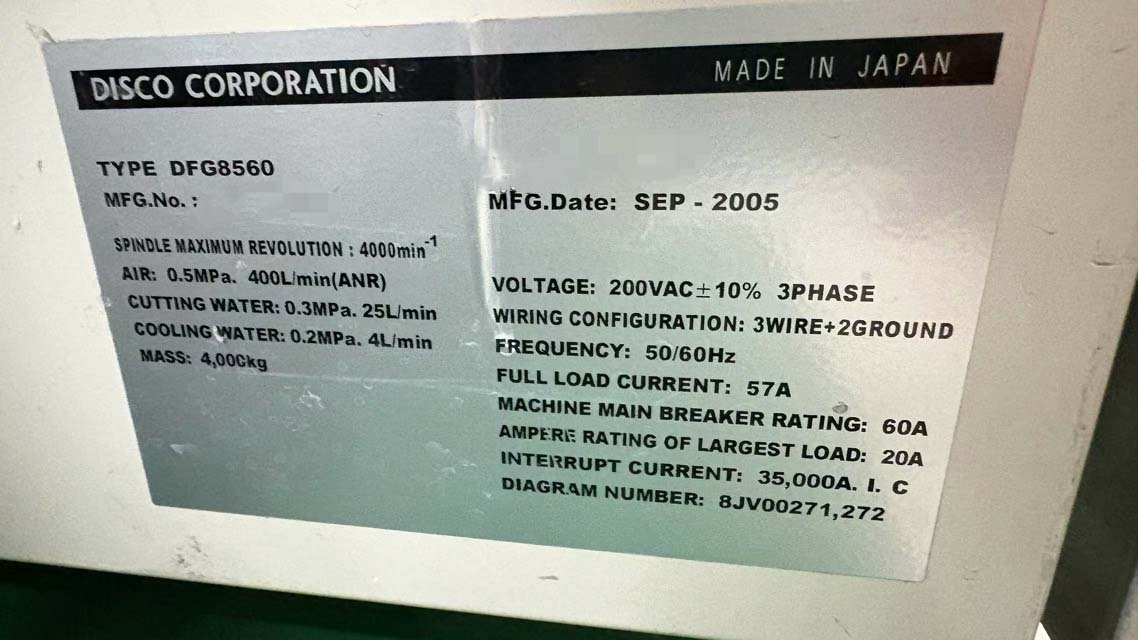 DISCO CORPORATION MADE IN JAPAN
TYPE DFG8560
MFG.No. :
MFG.Date: SEP - 2005
SPINDLE MAXIMUM REVOLUTION : 4000min⁻¹
AIR: 0.5MPa. 400L/min(ANR)
CUTTING WATER: 0.3MPa. 25L/min
COOLING WATER: 0.2MPa. 4L/min
MASS: 4,000kg
VOLTAGE: 200VAC±10% 3PHASE
WIRING CONFIGURATION: 3WIRE+2GROUND
FREQUENCY: 50/60Hz
FULL LOAD CURRENT: 57A
MACHINE MAIN BREAKER RATING: 60A
AMPERE RATING OF LARGEST LOAD: 20A
INTERRUPT CURRENT: 35,000A. I. C
DIAGRAM NUMBER: 8JV00271,272